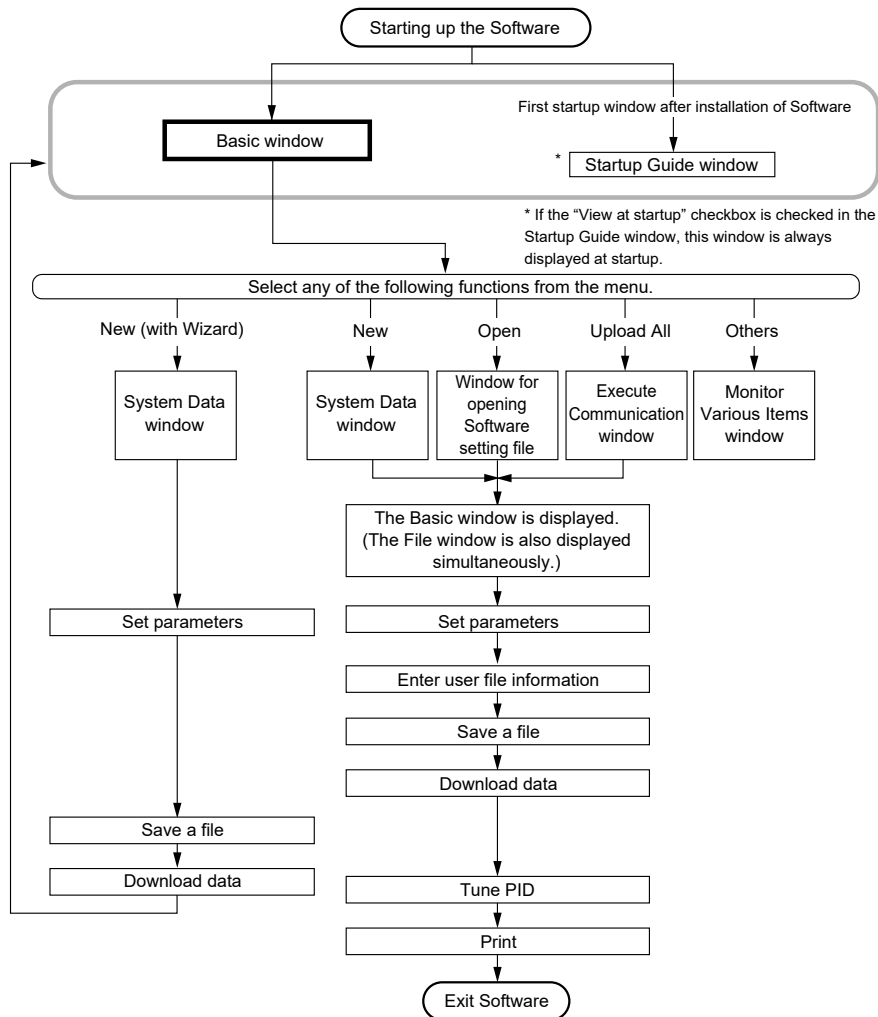 Starting up the Software
First startup window after installation of Software
Basic window
* Startup Guide window
* If the “View at startup” checkbox is checked in the
Startup Guide window, this window is always
displayed at startup.
Select any of the following functions from the menu.
New (with Wizard)
New
Open
Upload All
Others
System Data
window
System Data
window
Window for
opening
Software
setting file
Execute
Communication
window
Monitor
Various Items
window
The Basic window is displayed.
(The File window is also displayed
simultaneously.)
Set parameters
Set parameters
Enter user file information
Save a file
Download data
Save a file
Download data
Tune PID
Print
Exit Software